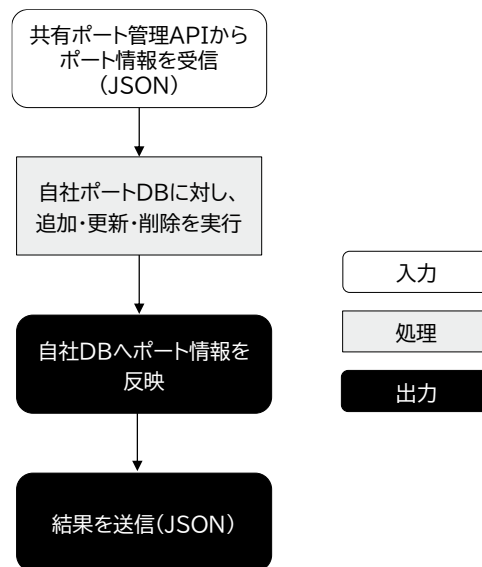 共有ポート管理APIから
ポート情報を受信
(JSON)
自社ポートDBに対し、
追加・更新・削除を実行
自社DBへポート情報を
反映
結果を送信(JSON)
入力
処理
出力